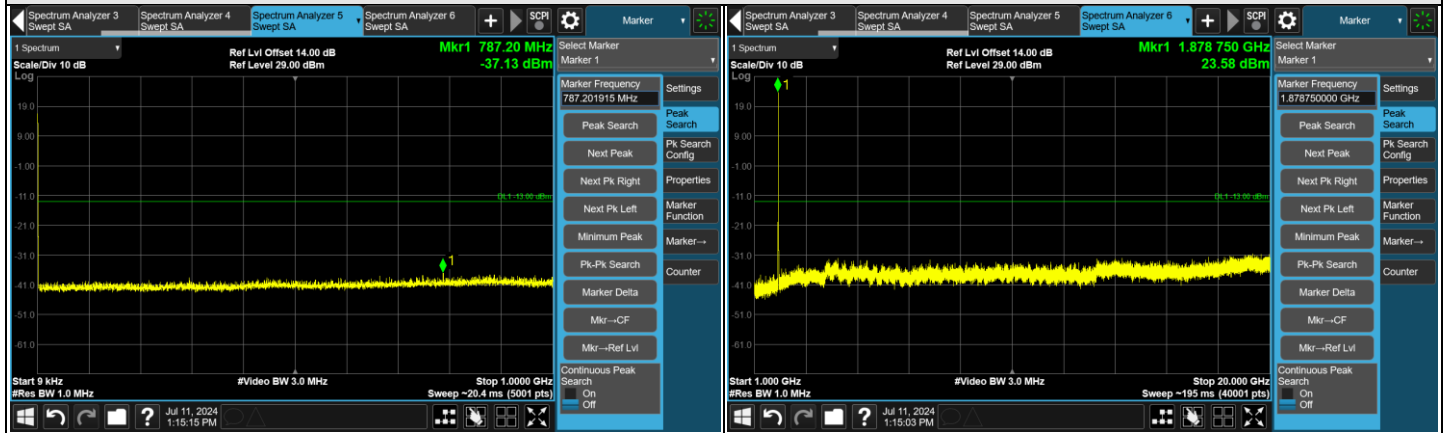 Spectrum Analyzer 3
Swept SA
Spectrum Analyzer 4
Swept SA
Spectrum Analyzer 5
Swept SA
Spectrum Analyzer 6
Swept SA
SCPI
Marker
1 Spectrum
Scale/Div 10 dB
Log
Ref Lvl Offset 14.00 dB
Ref Level 29.00 dBm
Mkr1 787.20 MHz
-37.13 dBm
19.0
9.00
-1.00
-11.0
-21.0
-31.0
-41.0
-51.0
-61.0
DL1 -13.00 dBm
1
Start 9 kHz
#Res BW 1.0 MHz
#Video BW 3.0 MHz
Stop 1.0000 GHz
Sweep ~20.4 ms (5001 pts)
Select Marker
Marker 1
Marker Frequency
787.201915 MHz
Peak Search
Next Peak
Next Pk Right
Next Pk Left
Minimum Peak
Pk-Pk Search
Marker Delta
Mkr→CF
Mkr→Ref Lvl
Continuous Peak
Search
On
Off
Settings
Peak
Search
Pk Search
Config
Properties
Marker
Function
Marker→
Counter
?
Jul 11, 2024
1:15:15 PM
Spectrum Analyzer 3
Swept SA
Spectrum Analyzer 4
Swept SA
Spectrum Analyzer 5
Swept SA
Spectrum Analyzer 6
Swept SA
SCPI
Marker
1 Spectrum
Scale/Div 10 dB
Log
Ref Lvl Offset 14.00 dB
Ref Level 29.00 dBm
Mkr1 1.878 750 GHz
23.58 dBm
1
19.0
9.00
-1.00
-11.0
-21.0
-31.0
-41.0
-51.0
-61.0
DL1 -13.00 dBm
Start 1.000 GHz
#Res BW 1.0 MHz
#Video BW 3.0 MHz
Stop 20.000 GHz
Sweep ~195 ms (40001 pts)
Select Marker
Marker 1
Marker Frequency
1.878750000 GHz
Peak Search
Next Peak
Next Pk Right
Next Pk Left
Minimum Peak
Pk-Pk Search
Marker Delta
Mkr→CF
Mkr→Ref Lvl
Continuous Peak
Search
On
Off
Settings
Peak
Search
Pk Search
Config
Properties
Marker
Function
Marker→
Counter
?
Jul 11, 2024
1:15:03 PM